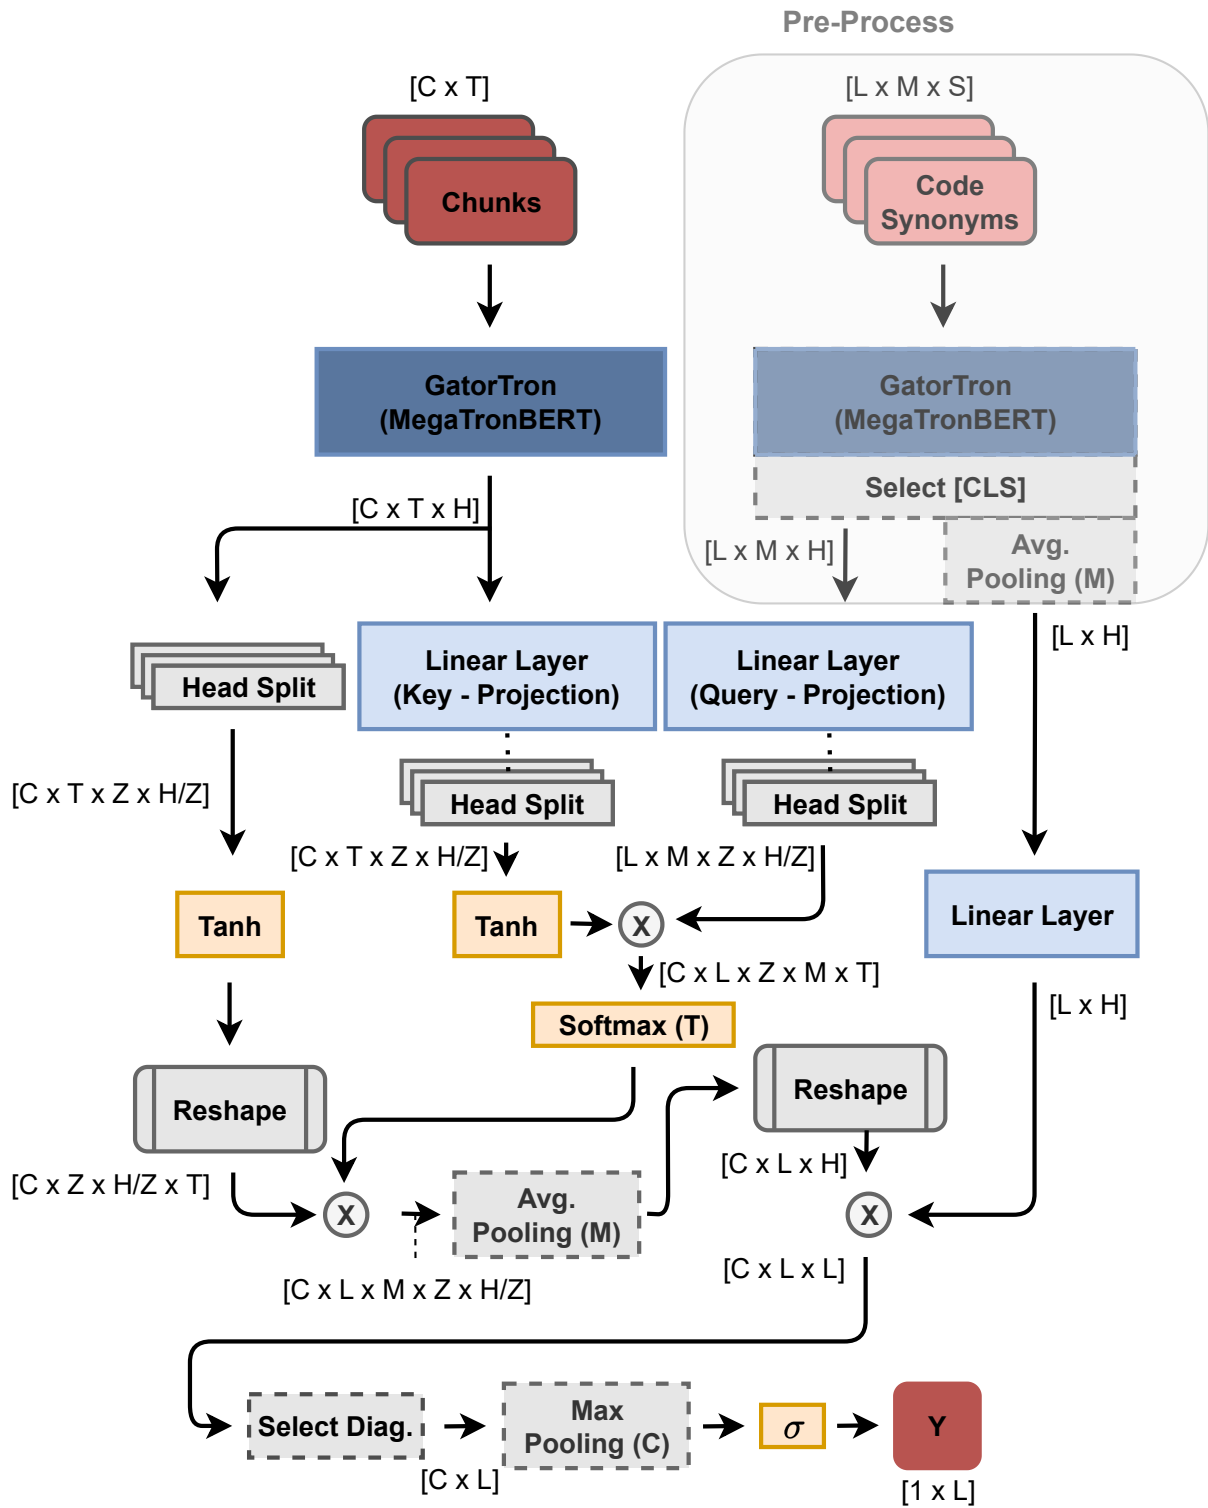 Pre-Process
[C x T]
[L x M x S]
Chunks
Code
Synonyms
GatorTron
(MegaTronBERT)
GatorTron
(MegaTronBERT)
Select [CLS]
[C x T x H]
[L x M x H]
Avg.
Pooling (M)
[L x H]
Head Split
Linear Layer
(Key - Projection)
Linear Layer
(Query - Projection)
[C x T x Z x H/Z]
Head Split
Head Split
[C x T x Z x H/Z]
[L x M x Z x H/Z]
Tanh
Tanh
X
Linear Layer
[C x L x Z x M x T]
[L x H]
Softmax (T)
Reshape
Reshape
[C x Z x H/Z x T]
[C x L x H]
X
Avg.
Pooling (M)
X
[C x L x M x Z x H/Z]
[C x L x L]
Select Diag.
Max
Pooling (C)
σ
Y
[C x L]
[1 x L]